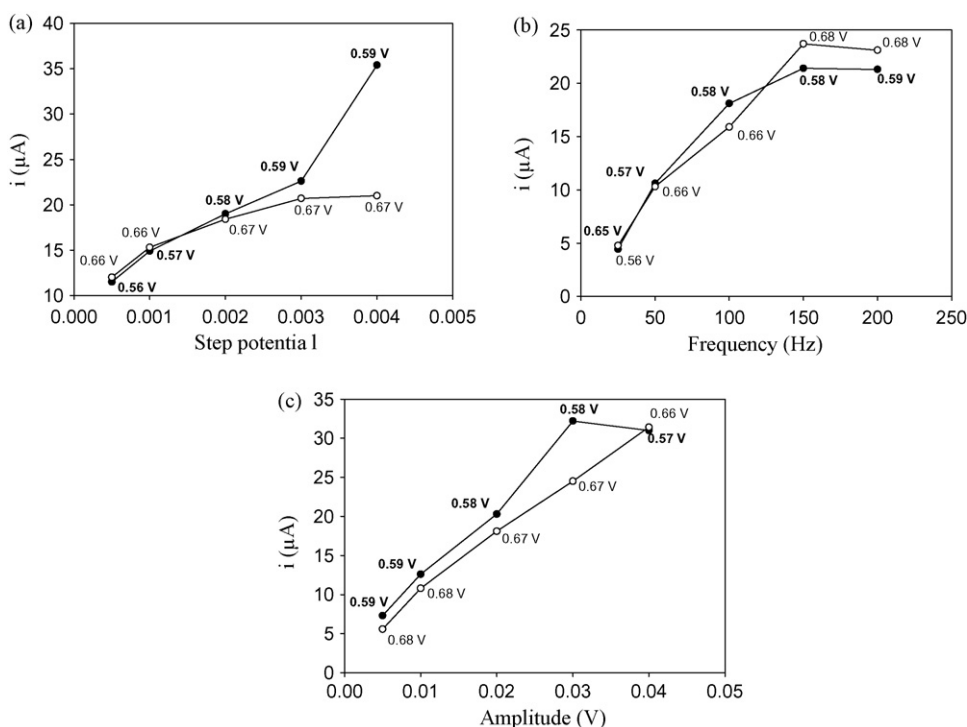 (a)
40
35
30
25
20
15
10
i (µA)
0.59 V
0.59 V
0.58 V
0.66 V
0.67 V
0.67 V
0.67 V
0.66 V
0.57 V
0.56 V
0.000 0.001 0.002 0.003 0.004 0.005
Step potentia l
(b)
25
20
15
10
5
0
i (µA)
0.68 V
0.68 V
0.58 V
0.58 V
0.59 V
0.66 V
0.57 V
0.66 V
0.65 V
0.56 V
0 50 100 150 200 250
Frequency (Hz)
(c)
35
30
25
20
15
10
5
0
i (µA)
0.58 V
0.66 V
0.57 V
0.58 V
0.67 V
0.67 V
0.59 V
0.68 V
0.59 V
0.68 V
0.00 0.01 0.02 0.03 0.04 0.05
Amplitude (V)